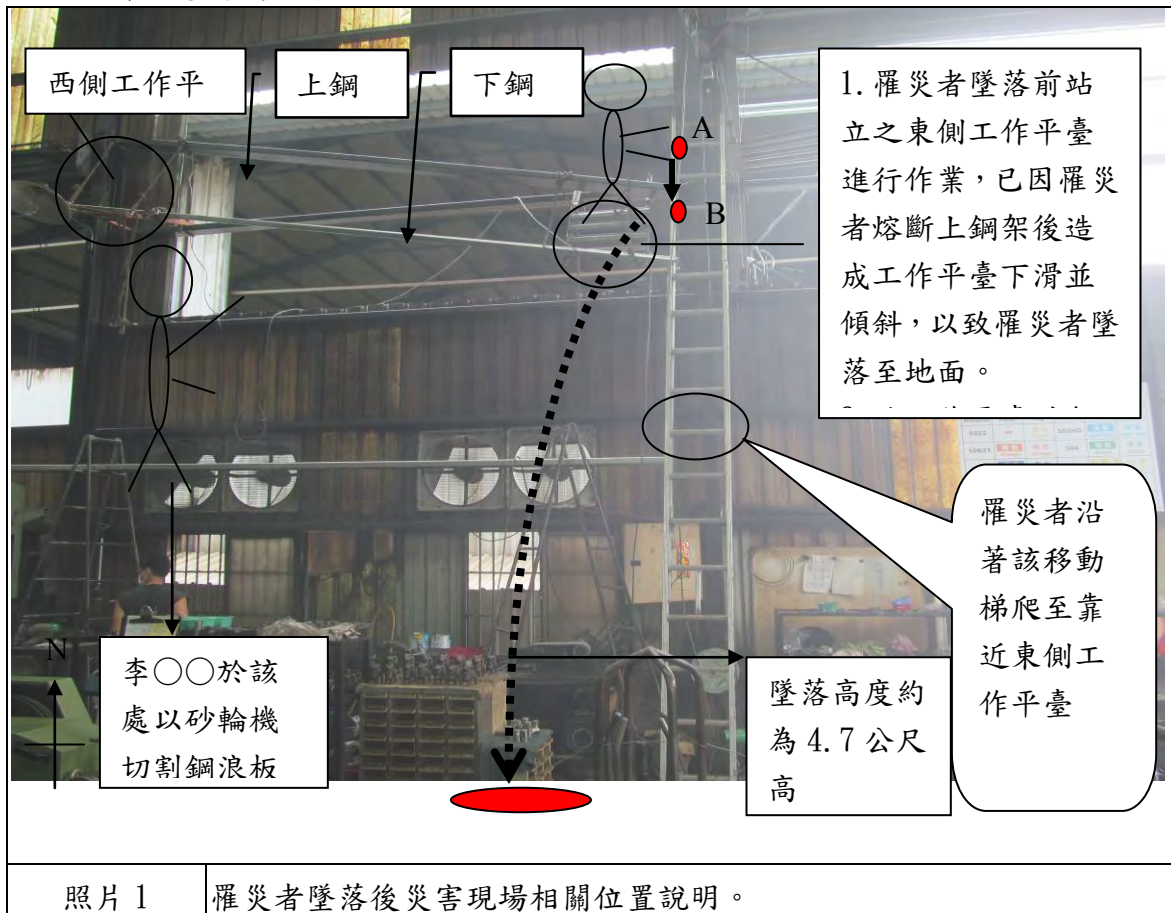 西側工作平
上鋼
下鋼
A
B
1.罹災者墜落前站
立之東側工作平臺
進行作業，已因罹災
者熔斷上鋼架後造
成工作平臺下滑並
傾斜，以致罹災者墜
落至地面。
罹災者沿
著該移動
梯爬至靠
近東側工
作平臺
N
李○○於該
處以砂輪機
切割鋼浪板
墜落高度約
為 4.7 公尺
高
照片 1
罹災者墜落後災害現場相關位置說明。